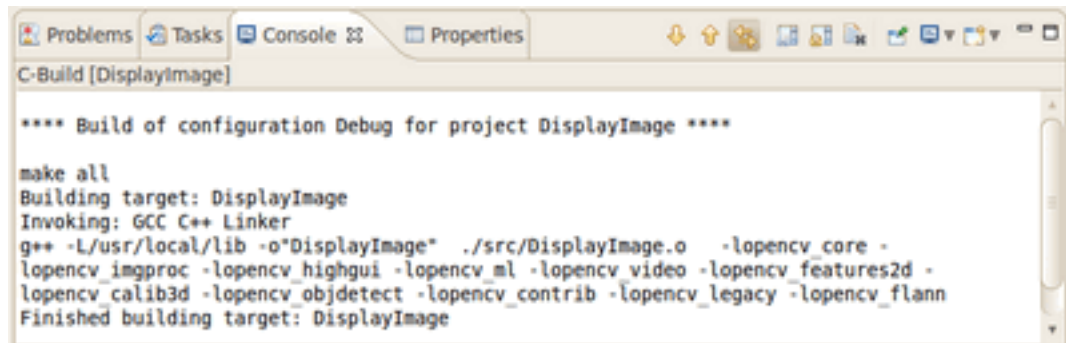 Problems Tasks Console Properties
C-Build [DisplayImage]
**** Build of configuration Debug for project DisplayImage ****
make all
Building target: DisplayImage
Invoking: GCC C++ Linker
g++ -L/usr/local/lib -o"DisplayImage"  ./src/DisplayImage.o   -lopencv_core -
lopencv_imgproc -lopencv_highgui -lopencv_ml -lopencv_video -lopencv_features2d -
lopencv_calib3d -lopencv_objdetect -lopencv_contrib -lopencv_legacy -lopencv_flann
Finished building target: DisplayImage